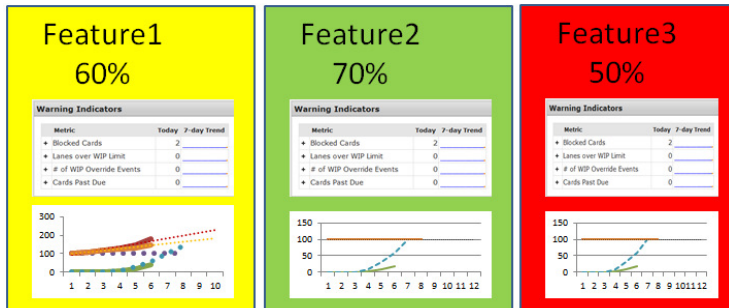 Feature1
60%
Warning Indicators
Metric Today 7-day Trend
+ Blocked Cards 2
+ Lanes over WIP Limit 0
+ # of WIP Override Events 0
+ Cards Past Due 0
300
200
100
0
1 2 3 4 5 6 7 8 9 10
Feature2
70%
Warning Indicators
Metric Today 7-day Trend
+ Blocked Cards 2
+ Lanes over WIP Limit 0
+ # of WIP Override Events 0
+ Cards Past Due 0
150
100
50
0
1 2 3 4 5 6 7 8 9 10 11 12
Feature3
50%
Warning Indicators
Metric Today 7-day Trend
+ Blocked Cards 2
+ Lanes over WIP Limit 0
+ # of WIP Override Events 0
+ Cards Past Due 0
150
100
50
0
1 2 3 4 5 6 7 8 9 10 11 12